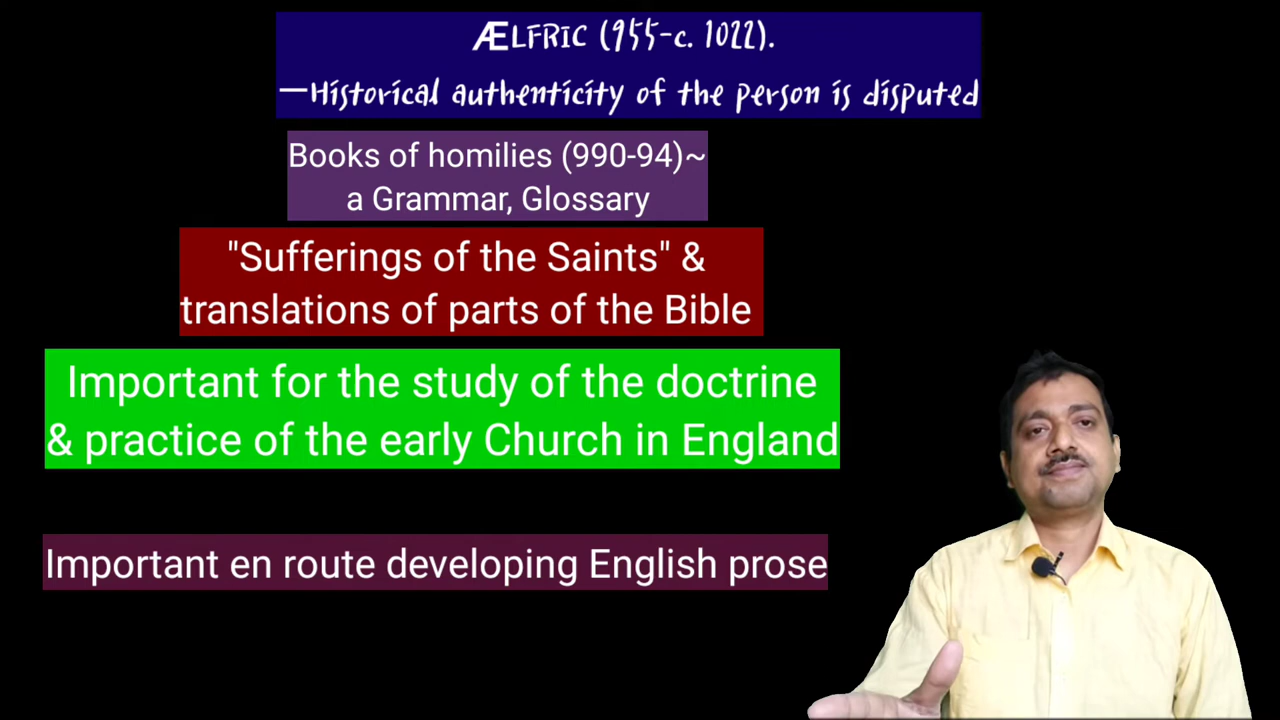 ÆLFRIC (955-c. 1022).
—Historical authenticity of the person is disputed
Books of homilies (990-94)~
a Grammar, Glossary
"Sufferings of the Saints" &
translations of parts of the Bible
Important for the study of the doctrine
& practice of the early Church in England
Important en route developing English prose